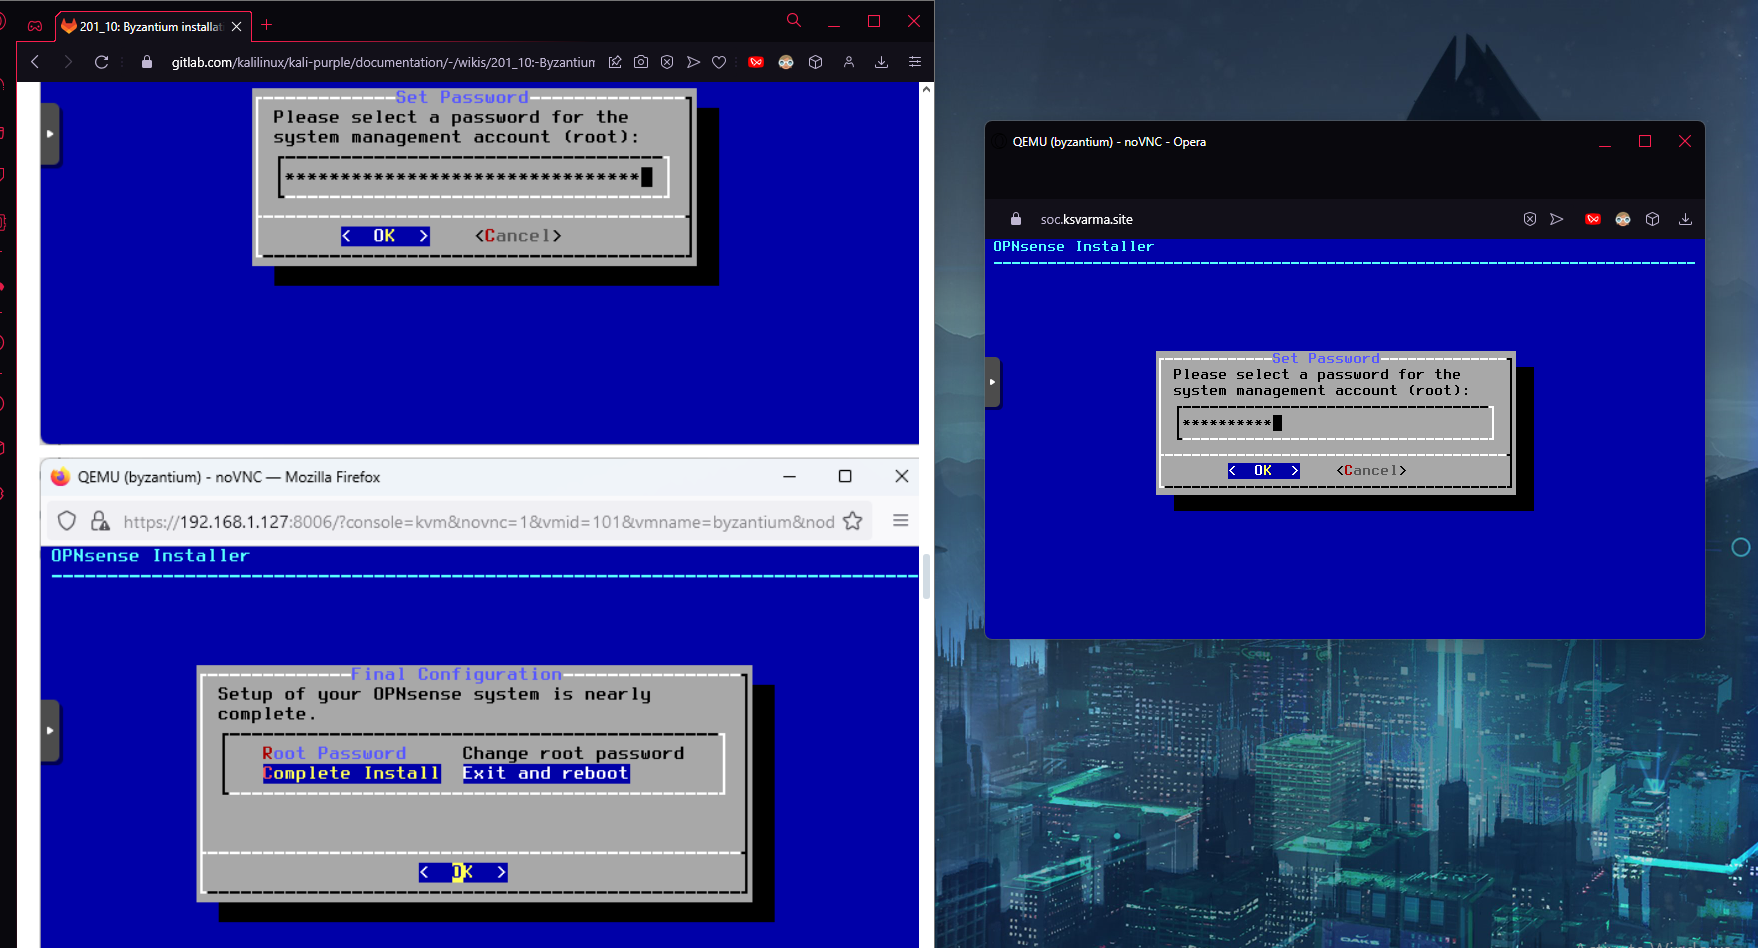 201_10: Byzantium installat
gitlab.com/kalilinux/kali-purple/documentation/-/wikis/201_10:-Byzantium
Set Password
Please select a password for the
system management account (root):
********************************
< OK > <Cancel>
QEMU (byzantium) - noVNC — Mozilla Firefox
https://192.168.1.127:8006/?console=kvm&novnc=1&vmid=101&vmname=byzantium&nod
OPNsense Installer
Final Configuration
Setup of your OPNsense system is nearly
complete.
Root Password Change root password
Complete Install Exit and reboot
< OK >
QEMU (byzantium) - noVNC - Opera
soc.ksvarma.site
OPNsense Installer
Set Password
Please select a password for the
system management account (root):
**********
< OK > <Cancel>